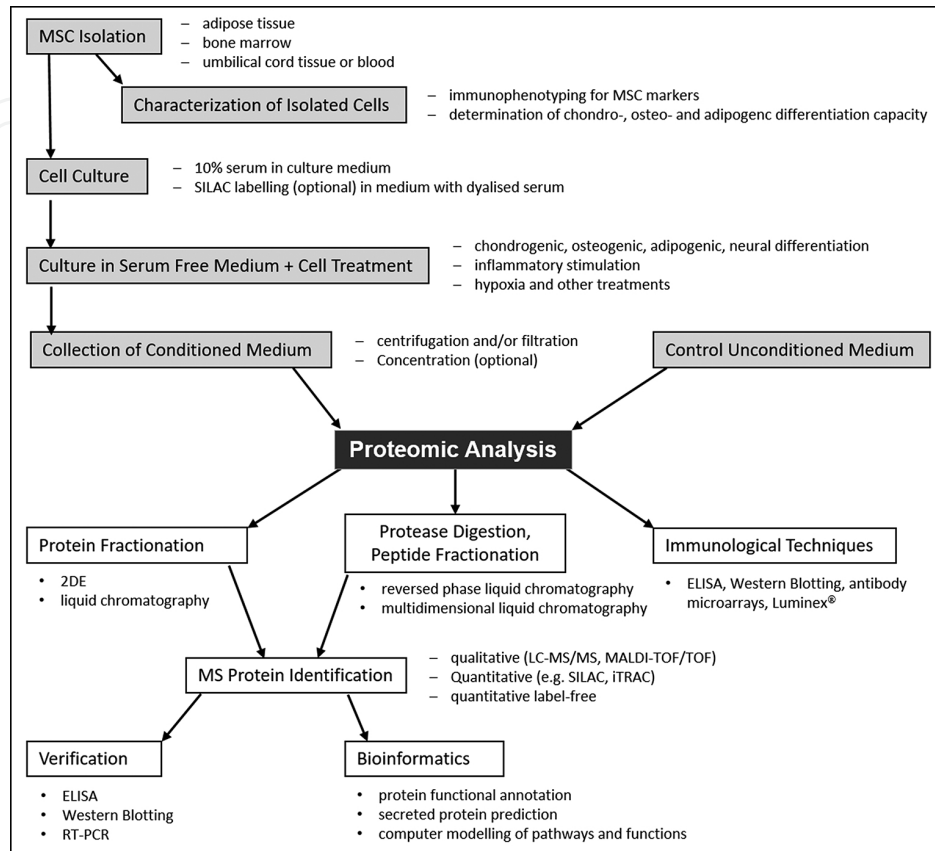 MSC Isolation
– adipose tissue
– bone marrow
– umbilical cord tissue or blood
Characterization of Isolated Cells
– immunophenotyping for MSC markers
– determination of chondro-, osteo- and adipogenc differentiation capacity
Cell Culture
– 10% serum in culture medium
– SILAC labelling (optional) in medium with dyalised serum
Culture in Serum Free Medium + Cell Treatment
– chondrogenic, osteogenic, adipogenic, neural differentiation
– inflammatory stimulation
– hypoxia and other treatments
Collection of Conditioned Medium
– centrifugation and/or filtration
– Concentration (optional)
Control Unconditioned Medium
Proteomic Analysis
Protein Fractionation
• 2DE
• liquid chromatography
Protease Digestion,
Peptide Fractionation
• reversed phase liquid chromatography
• multidimensional liquid chromatography
Immunological Techniques
• ELISA, Western Blotting, antibody
microarrays, Luminex®
MS Protein Identification
– qualitative (LC-MS/MS, MALDI-TOF/TOF)
– Quantitative (e.g. SILAC, iTRAC)
– quantitative label-free
Verification
• ELISA
• Western Blotting
• RT-PCR
Bioinformatics
• protein functional annotation
• secreted protein prediction
• computer modelling of pathways and functions